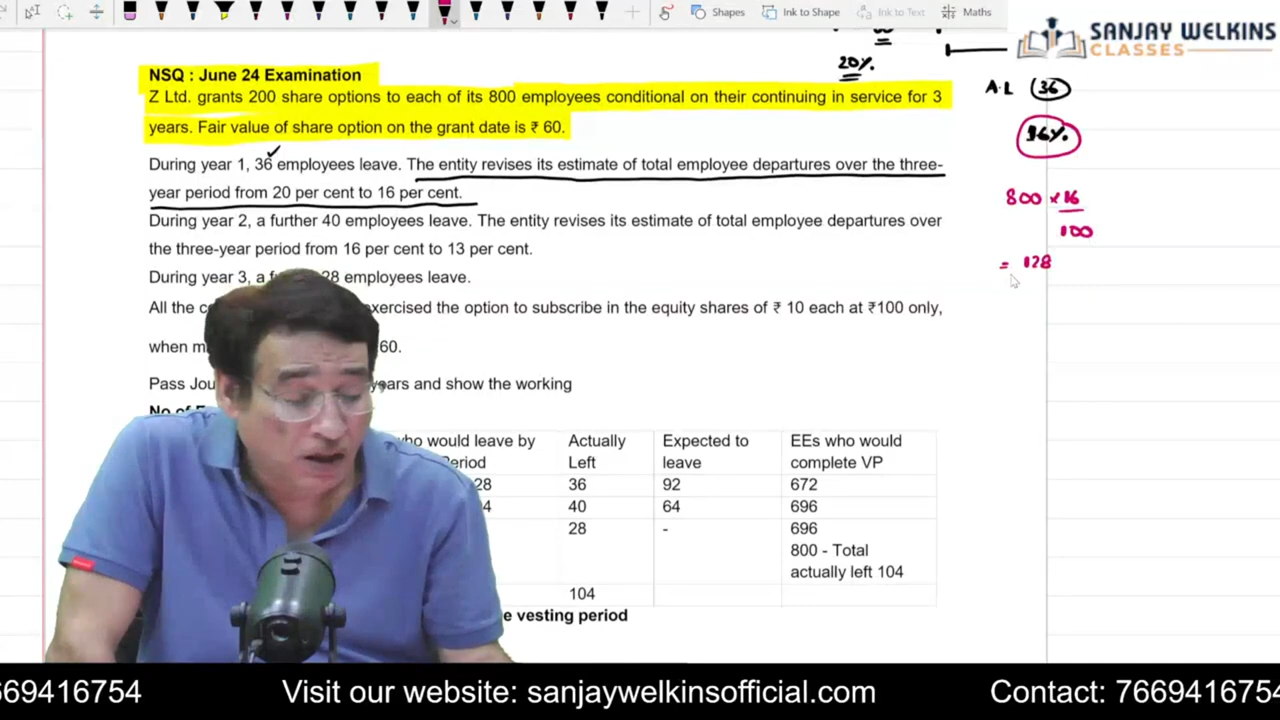 Shapes
Ink to Shape
Ink to Text
Maths
SANJAY WELKINS
CLASSES
20%
A.L (36)
16%
800 × 16
100
= 128
NSQ : June 24 Examination
Z Ltd. grants 200 share options to each of its 800 employees conditional on their continuing in service for 3
years. Fair value of share option on the grant date is ₹ 60.
During year 1, 36 employees leave. The entity revises its estimate of total employee departures over the three-
year period from 20 per cent to 16 per cent.
During year 2, a further 40 employees leave. The entity revises its estimate of total employee departures over
the three-year period from 16 per cent to 13 per cent.
During year 3, a 28 employees leave.
All the exercised the option to subscribe in the equity shares of ₹ 10 each at ₹100 only,
when 60.
Pass years and show the working
No of
who would leave by Actually Expected to EEs who would
Period Left leave complete VP
28 36 92 672
4 40 64 696
28 - 696
800 - Total
actually left 104
104
e vesting period
669416754 Visit our website: sanjaywelkinsofficial.com Contact: 7669416754